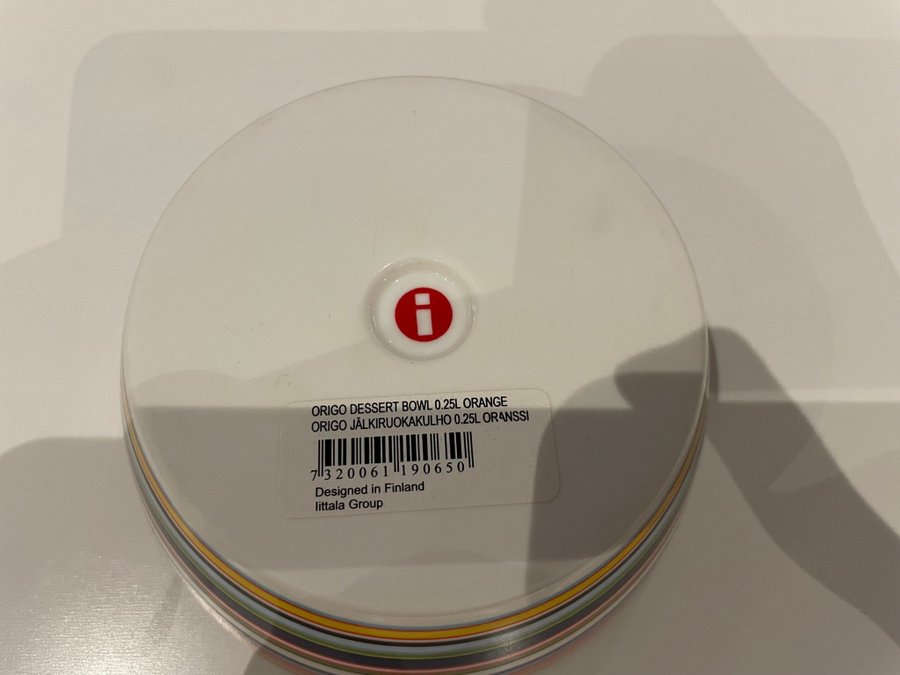 i
ORIGO DESSERT BOWL 0.25L ORANGE
ORIGO JÄLKIRUOKAKULHO 0.25L ORANSSI
7 320061 190650
Designed in Finland
Iittala Group